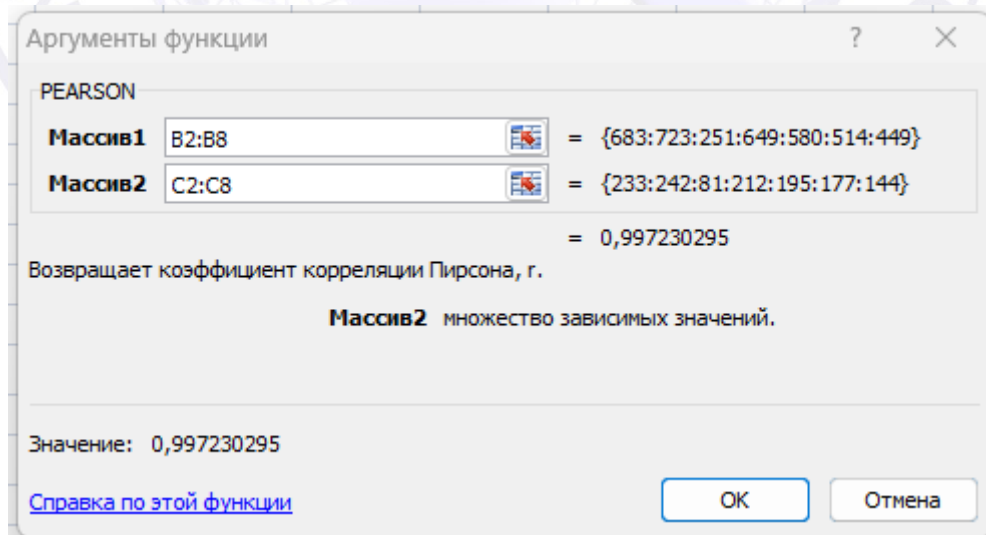 Аргументы функции ? ×
PEARSON
Массив1 B2:B8 = {683:723:251:649:580:514:449}
Массив2 C2:C8 = {233:242:81:212:195:177:144}
= 0,997230295
Возвращает коэффициент корреляции Пирсона, r.
Массив2 множество зависимых значений.
Значение: 0,997230295
Справка по этой функции OK Отмена